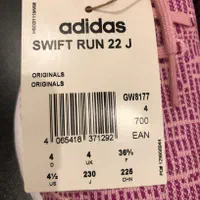 adidas
SWIFT RUN 22 J
ORIGINALS
ORIGINALS
GW8177
4
700
EAN
4 065418 371292
4 4 36⅔
D UK F
4½ 230 225
O J CHN